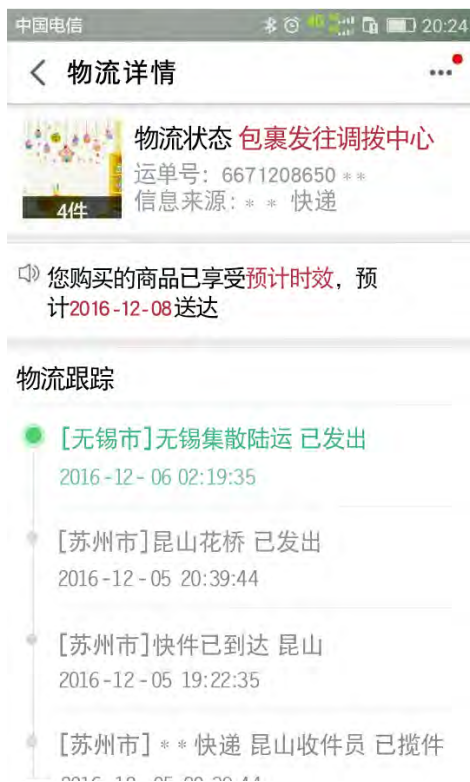 中国电信 4G 20:24
物流详情
物流状态 包裹发往调拨中心
运单号: 6671208650 **
信息来源: * * 快递
4件
您购买的商品已享受预计时效，预
计2016-12-08送达
物流跟踪
[无锡市]无锡集散陆运 已发出
2016-12-06 02:19:35
[苏州市]昆山花桥 已发出
2016-12-05 20:39:44
[苏州市]快件已到达 昆山
2016-12-05 19:22:35
[苏州市] * * 快递 昆山收件员 已揽件